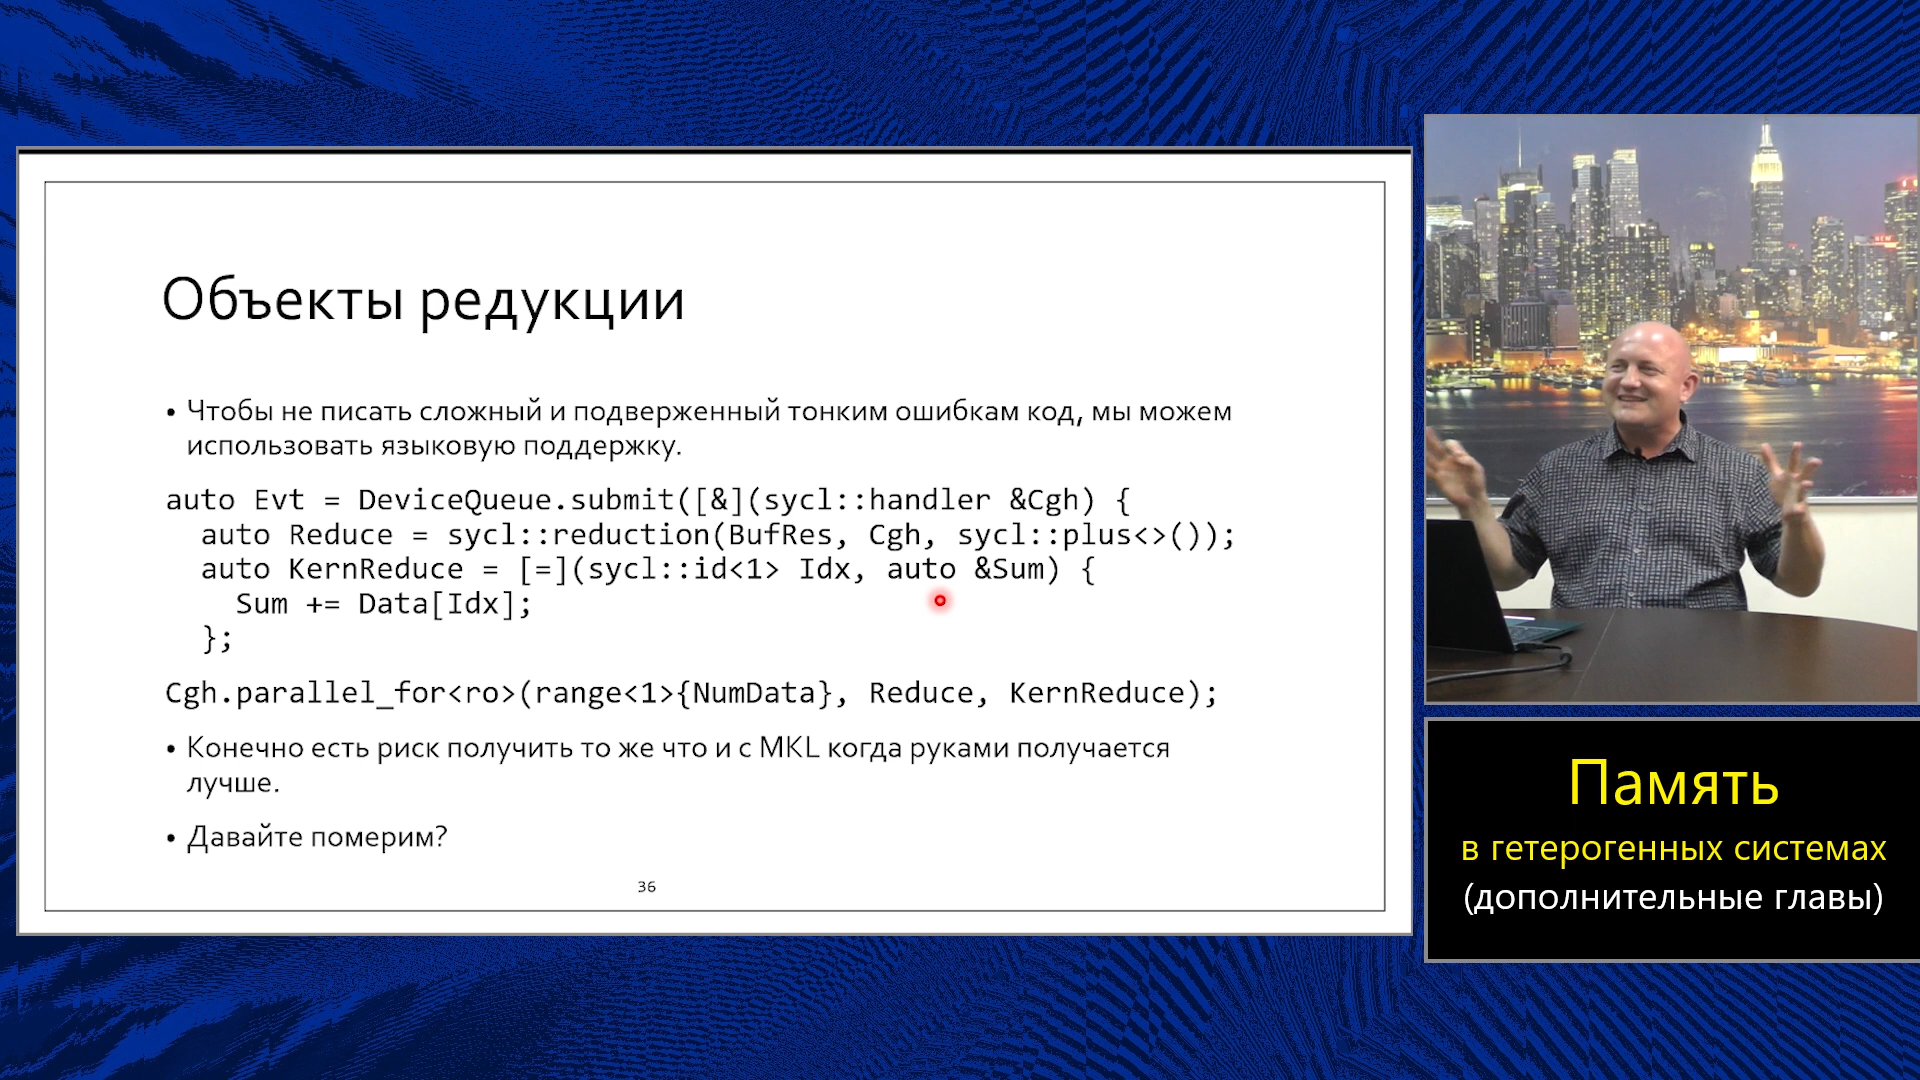 Объекты редукции
• Чтобы не писать сложный и подверженный тонким ошибкам код, мы можем
использовать языковую поддержку.
auto Evt = DeviceQueue.submit([&](sycl::handler &Cgh) {
  auto Reduce = sycl::reduction(BufRes, Cgh, sycl::plus<>());
  auto KernReduce = [=](sycl::id<1> Idx, auto &Sum) {
    Sum += Data[Idx];
  };
Cgh.parallel_for<ro>(range<1>{NumData}, Reduce, KernReduce);
• Конечно есть риск получить то же что и с MKL когда руками получается
лучше.
• Давайте померим?
36
Память
в гетерогенных системах
(дополнительные главы)